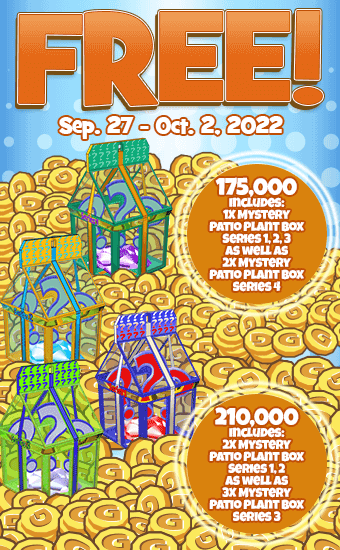 FREE!
Sep. 27 - Oct. 2, 2022
175,000
includes:
1x Mystery
Patio Plant Box
Series 1, 2, 3
as well as
2x Mystery
Patio Plant Box
Series 4
210,000
includes:
2x Mystery
Patio Plant Box
Series 1, 2
as well as
3x Mystery
Patio Plant Box
Series 3